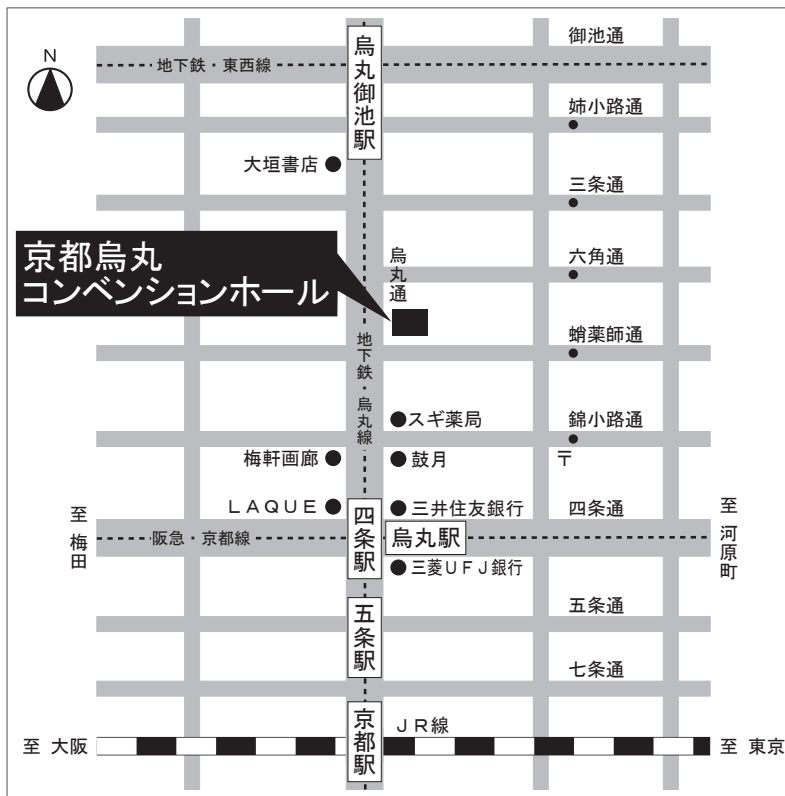 御池通
N
地下鉄・東西線
烏丸御池駅
姉小路通
大垣書店
三条通
京都烏丸
コンベンションホール
烏丸通
六角通
蛸薬師通
地下鉄・烏丸線
スギ薬局
錦小路通
梅軒画廊
鼓月
〒
LAQUE
四条駅
三井住友銀行
四条通
至 梅田
阪急・京都線
烏丸駅
至 河原町
三菱UFJ銀行
五条駅
五条通
七条通
京都駅
JR線
至 大阪
至 東京